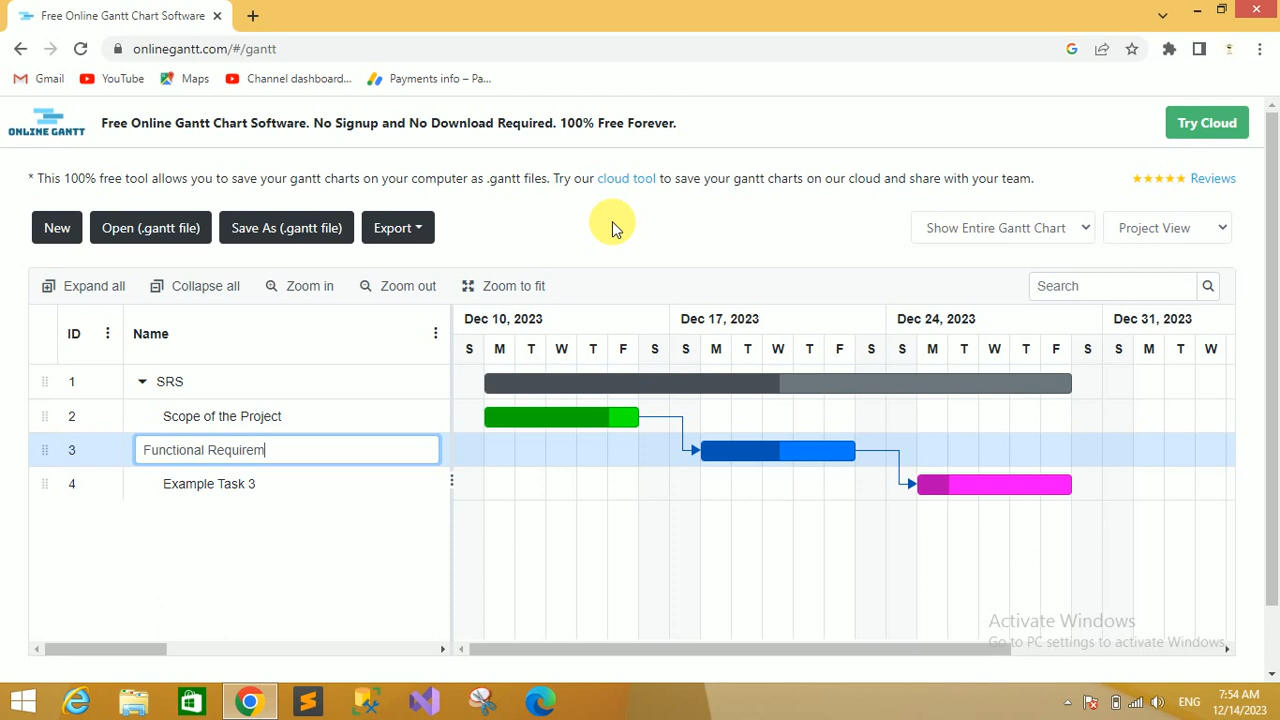 Free Online Gantt Chart Software
onlinegantt.com/#/gantt
Gmail YouTube Maps Channel dashboard... Payments info – Pa...
ONLINE GANTT
Free Online Gantt Chart Software. No Signup and No Download Required. 100% Free Forever.
Try Cloud
* This 100% free tool allows you to save your gantt charts on your computer as .gantt files. Try our cloud tool to save your gantt charts on our cloud and share with your team.
Reviews
New Open (.gantt file) Save As (.gantt file) Export Show Entire Gantt Chart Project View
Expand all Collapse all Zoom in Zoom out Zoom to fit Search
ID Name Dec 10, 2023 Dec 17, 2023 Dec 24, 2023 Dec 31, 2023
S M T W T F S S M T W T F S S M T W T F S S M T W
1 SRS
2 Scope of the Project
3 Functional Requirem
4 Example Task 3
Activate Windows
Go to PC settings to activate Windows.
ENG
7:54 AM
12/14/2023